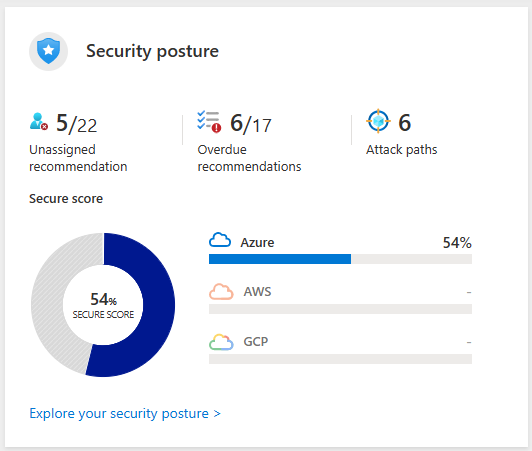 Security posture
5/22
Unassigned
recommendation
6/17
Overdue
recommendations
6
Attack paths
Secure score
54%
SECURE SCORE
Azure 54%
AWS -
GCP -
Explore your security posture >